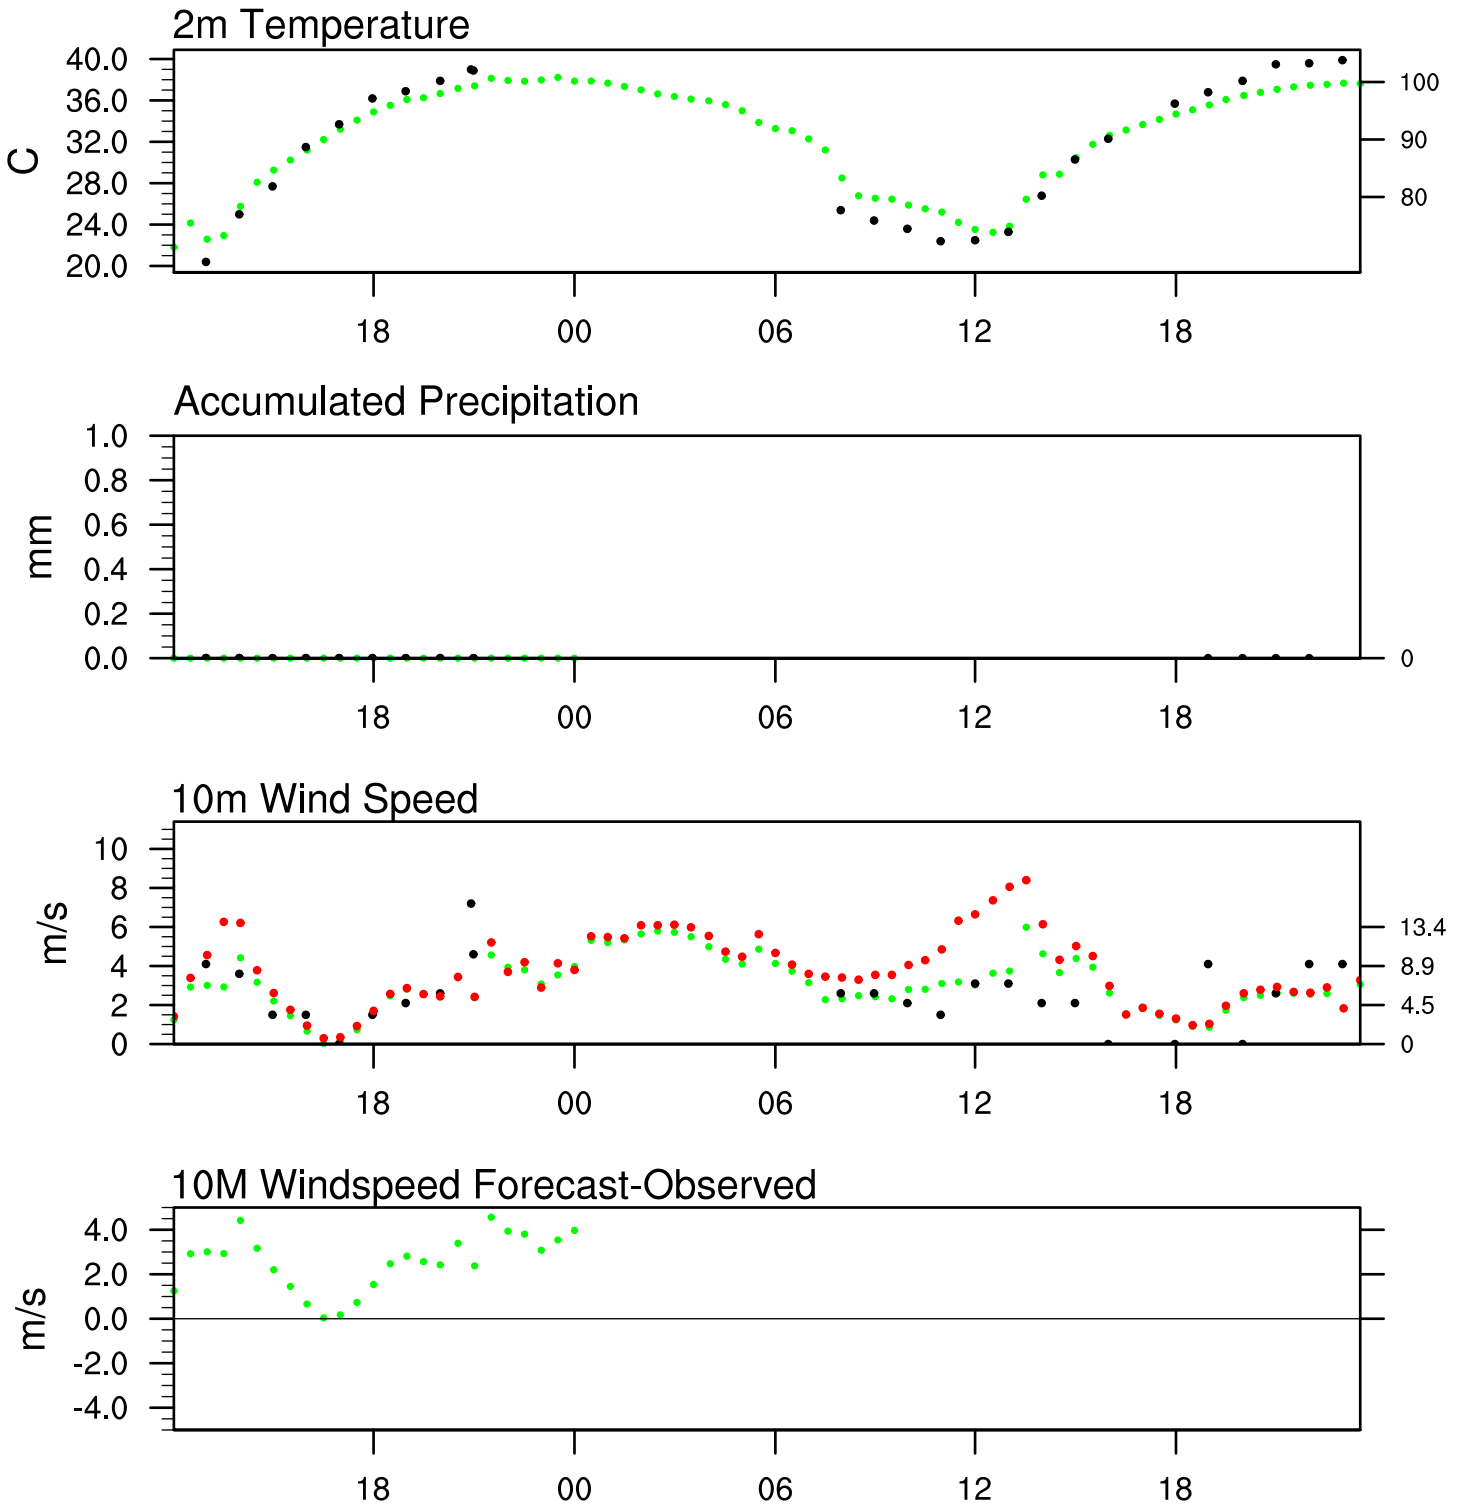 2m Temperature
40.0
36.0
100
32.0
90
C
28.0
80
24.0
20.0
18 00 06 12 18
Accumulated Precipitation
1.0
0.8
0.6
mm
0.4
0.2
0.0 0
18 00 06 12 18
10m Wind Speed
10
8
6 13.4
m/s
4 8.9
2 4.5
0 0
18 00 06 12 18
10M Windspeed Forecast-Observed
4.0
2.0
m/s
0.0
-2.0
-4.0
18 00 06 12 18